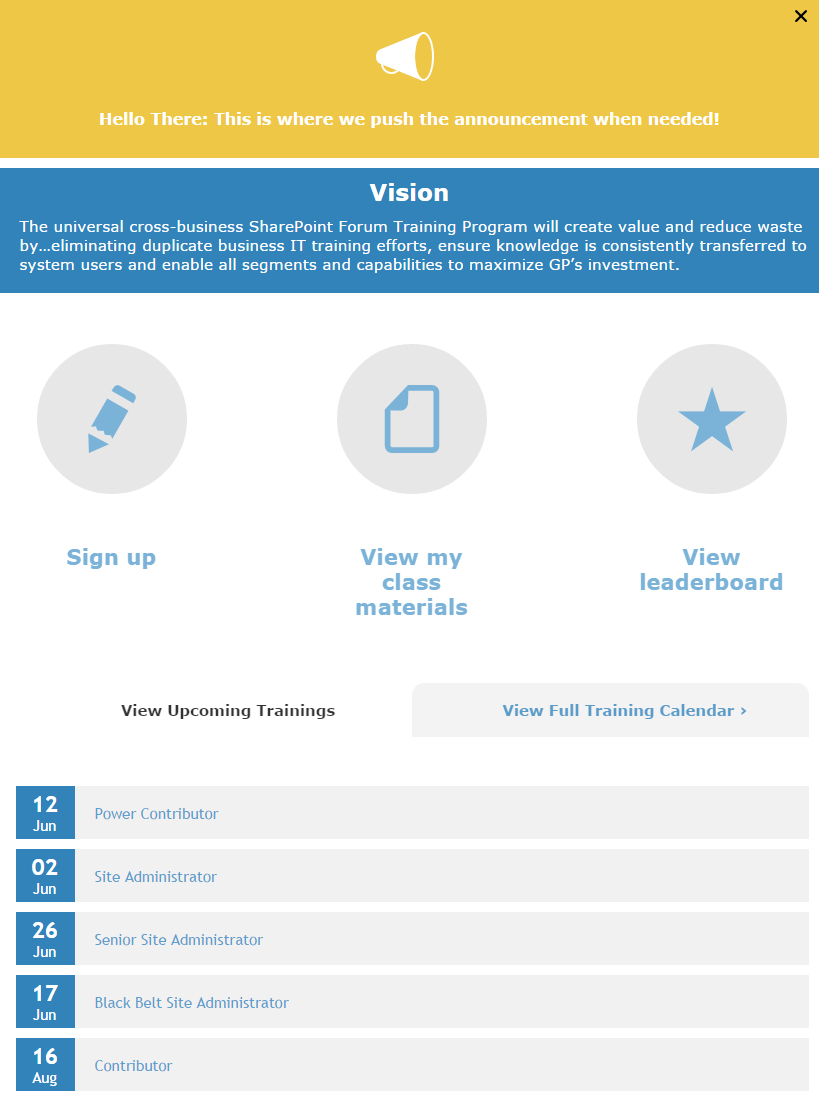 Hello There: This is where we push the announcement when needed!
Vision
The universal cross-business SharePoint Forum Training Program will create value and reduce waste
by…eliminating duplicate business IT training efforts, ensure knowledge is consistently transferred to
system users and enable all segments and capabilities to maximize GP’s investment.
Sign up
View my
class
materials
View
leaderboard
View Upcoming Trainings
View Full Training Calendar ›
12
Jun
Power Contributor
02
Jun
Site Administrator
26
Jun
Senior Site Administrator
17
Jun
Black Belt Site Administrator
16
Aug
Contributor